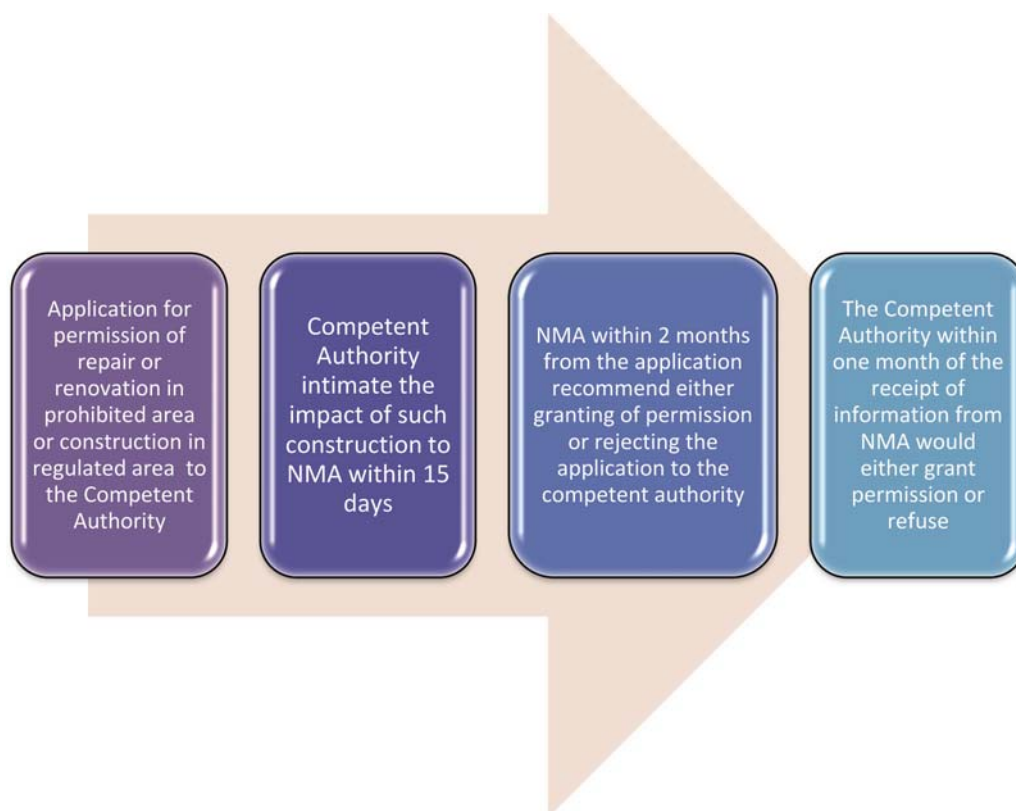 Application for
permission of
repair or
renovation in
prohibited area
or construction in
regulated area to
the Competent
Authority
Competent
Authority
intimate the
impact of such
construction to
NMA within 15
days
NMA within 2 months
from the application
recommend either
granting of permission
or rejecting the
application to the
competent authority
The Competent
Authority within
one month of the
receipt of
information from
NMA would
either grant
permission or
refuse